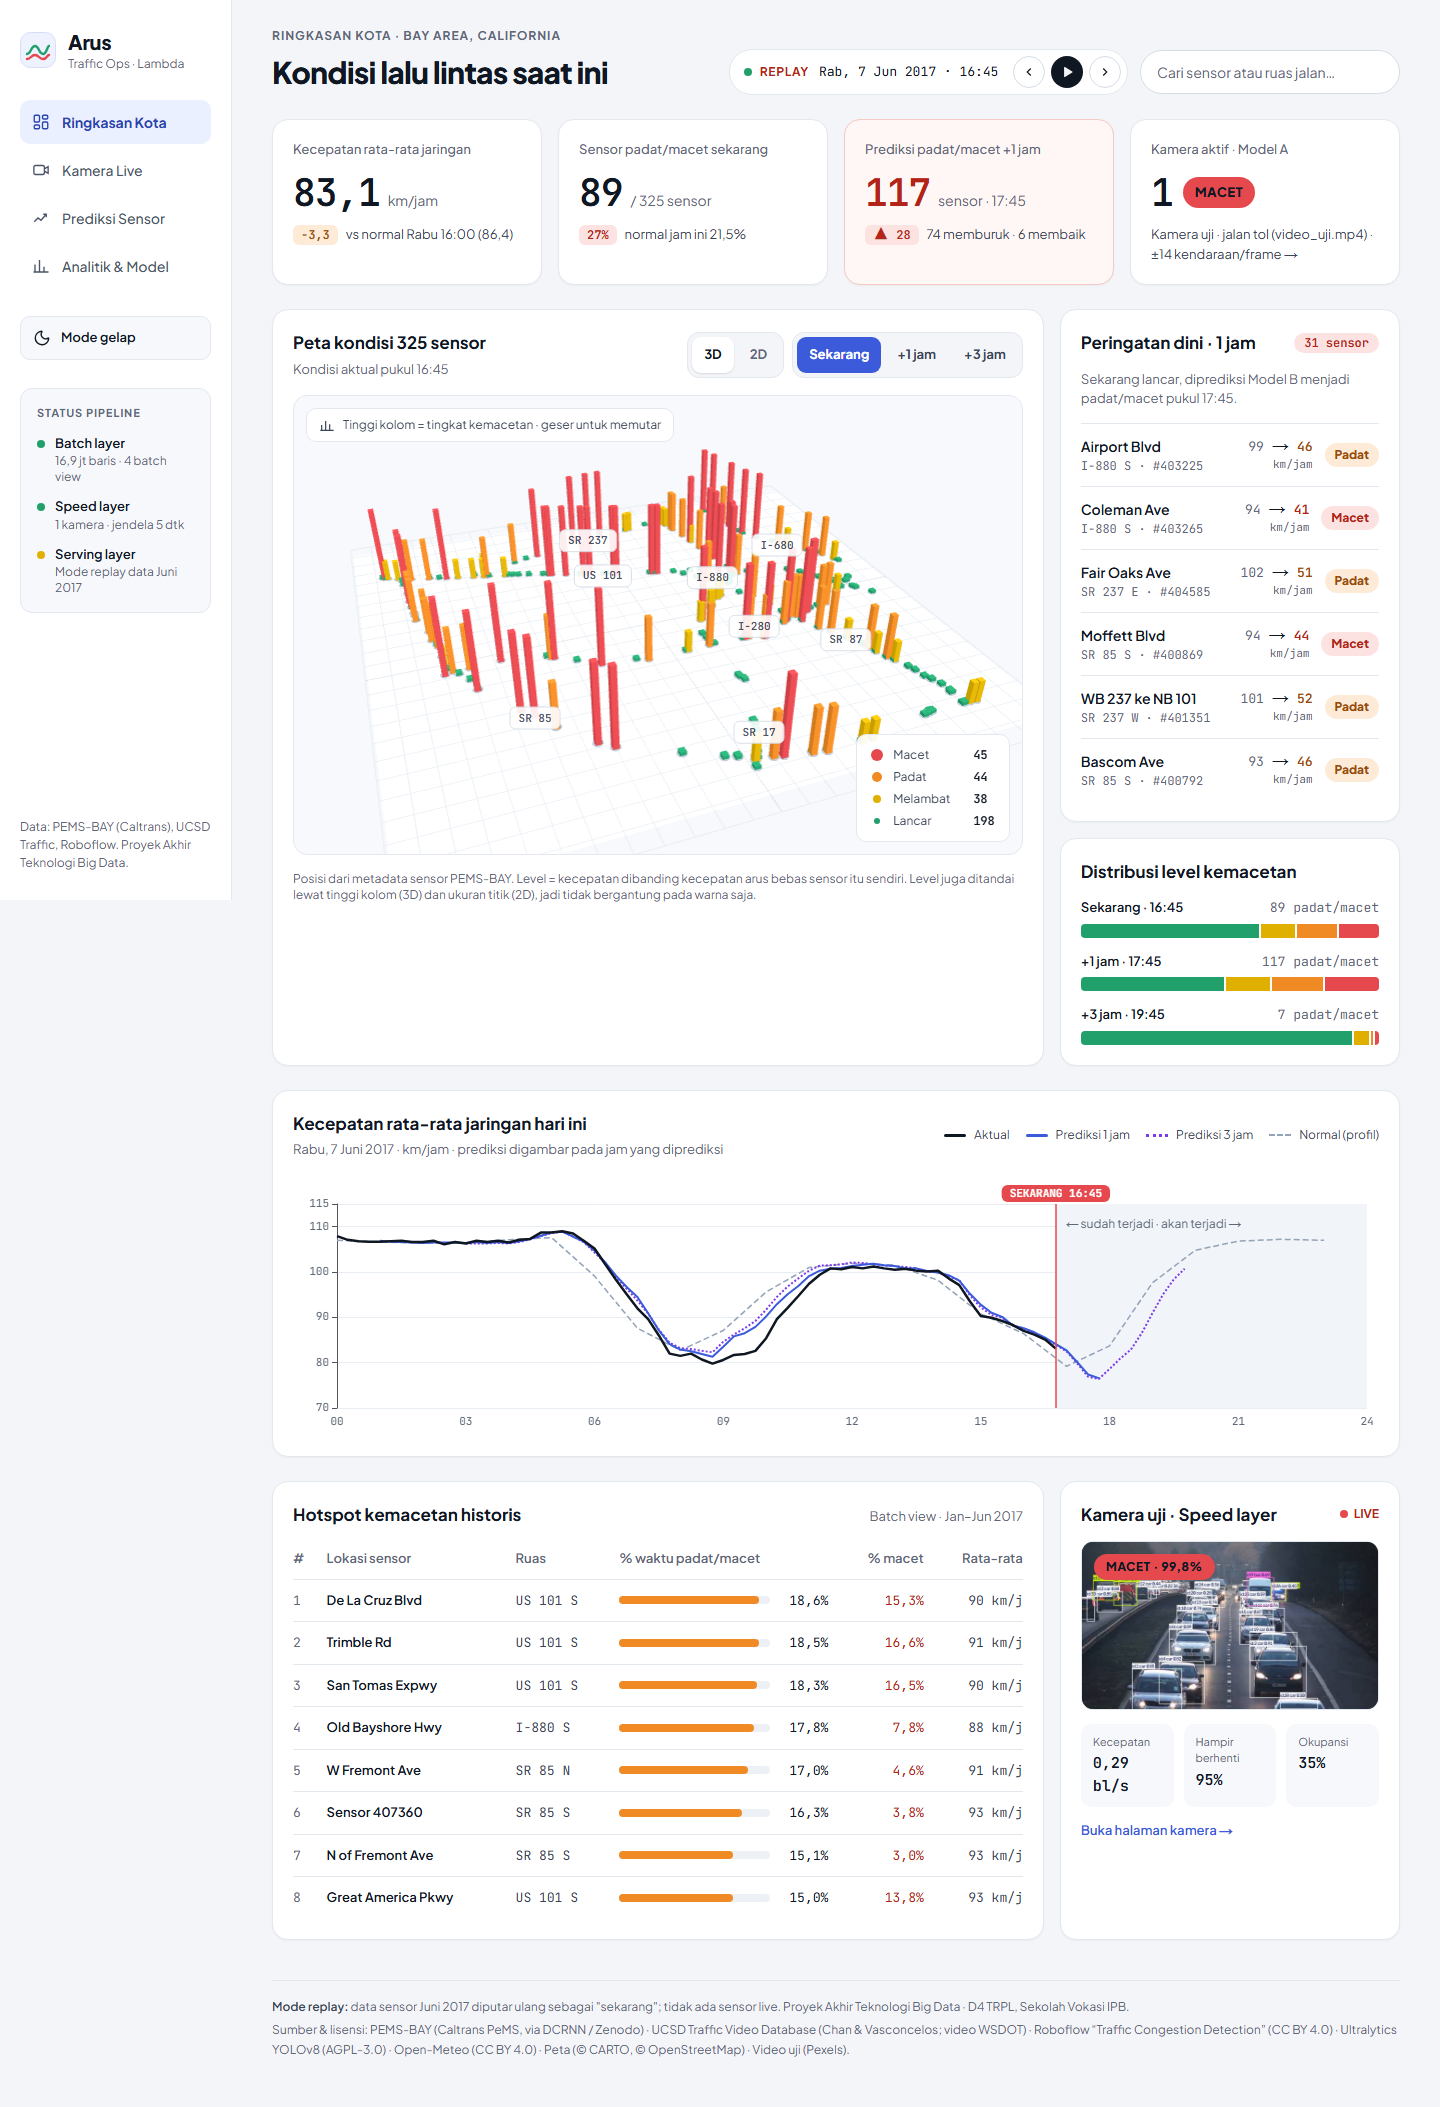 Arus
Traffic Ops · Lambda
Ringkasan Kota
Kamera Live
Prediksi Sensor
Analitik & Model
Mode gelap
STATUS PIPELINE
Batch layer
16,9 jt baris · 4 batch
view
Speed layer
1 kamera · jendela 5 dtk
Serving layer
Mode replay data Juni
2017
Data: PEMS-BAY (Caltrans), UCSD
Traffic, Roboflow. Proyek Akhir
Teknologi Big Data.
RINGKASAN KOTA · BAY AREA, CALIFORNIA
Kondisi lalu lintas saat ini
REPLAY Rab, 7 Jun 2017 · 16:45
Cari sensor atau ruas jalan...
Kecepatan rata-rata jaringan
83,1 km/jam
-3,3 vs normal Rabu 16:00 (86,4)
Sensor padat/macet sekarang
89 / 325 sensor
27% normal jam ini 21,5%
Prediksi padat/macet +1 jam
117 sensor · 17:45
▲ 28 74 memburuk · 6 membaik
Kamera aktif · Model A
1 MACET
Kamera uji · jalan tol (video_uji.mp4) ·
±14 kendaraan/frame →
Peta kondisi 325 sensor
Kondisi aktual pukul 16:45
3D 2D
Sekarang +1 jam +3 jam
Tinggi kolom = tingkat kemacetan · geser untuk memutar
SR 237
I-680
US 101
I-880
I-280
SR 87
SR 85
SR 17
Macet 45
Padat 44
Melambat 38
Lancar 198
Posisi dari metadata sensor PEMS-BAY. Level = kecepatan dibanding kecepatan arus bebas sensor itu sendiri. Level juga ditandai
lewat tinggi kolom (3D) dan ukuran titik (2D), jadi tidak bergantung pada warna saja.
Peringatan dini · 1 jam
31 sensor
Sekarang lancar, diprediksi Model B menjadi
padat/macet pukul 17:45.
Airport Blvd 99 → 46 Padat
I-880 S · #403225 km/jam
Coleman Ave 94 → 41 Macet
I-880 S · #403265 km/jam
Fair Oaks Ave 102 → 51 Padat
SR 237 E · #404585 km/jam
Moffett Blvd 94 → 44 Macet
SR 85 S · #400869 km/jam
WB 237 ke NB 101 101 → 52 Padat
SR 237 W · #401351 km/jam
Bascom Ave 93 → 46 Padat
SR 85 S · #400792 km/jam
Distribusi level kemacetan
Sekarang · 16:45 89 padat/macet
+1 jam · 17:45 117 padat/macet
+3 jam · 19:45 7 padat/macet
Kecepatan rata-rata jaringan hari ini
Rabu, 7 Juni 2017 · km/jam · prediksi digambar pada jam yang diprediksi
Aktual Prediksi 1 jam Prediksi 3 jam Normal (profil)
SEKARANG 16:45
← sudah terjadi · akan terjadi →
115
110
100
90
80
70
00 03 06 09 12 15 18 21 24
Hotspot kemacetan historis
Batch view · Jan–Jun 2017
# Lokasi sensor Ruas % waktu padat/macet % macet Rata-rata
1 De La Cruz Blvd US 101 S 18,6% 15,3% 90 km/j
2 Trimble Rd US 101 S 18,5% 16,6% 91 km/j
3 San Tomas Expwy US 101 S 18,3% 16,5% 90 km/j
4 Old Bayshore Hwy I-880 S 17,8% 7,8% 88 km/j
5 W Fremont Ave SR 85 N 17,0% 4,6% 91 km/j
6 Sensor 407360 SR 85 S 16,3% 3,8% 93 km/j
7 N of Fremont Ave SR 85 S 15,1% 3,0% 93 km/j
8 Great America Pkwy US 101 S 15,0% 13,8% 93 km/j
Kamera uji · Speed layer
LIVE
MACET · 99,8%
Kecepatan
0,29
bl/s
Hampir
berhenti
95%
Okupansi
35%
Buka halaman kamera →
Mode replay: data sensor Juni 2017 diputar ulang sebagai "sekarang"; tidak ada sensor live. Proyek Akhir Teknologi Big Data · D4 TRPL, Sekolah Vokasi IPB.
Sumber & lisensi: PEMS-BAY (Caltrans PeMS, via DCRNN / Zenodo) · UCSD Traffic Video Database (Chan & Vasconcelos; video WSDOT) · Roboflow "Traffic Congestion Detection" (CC BY 4.0) · Ultralytics
YOLOv8 (AGPL-3.0) · Open-Meteo (CC BY 4.0) · Peta (© CARTO, © OpenStreetMap) · Video uji (Pexels).